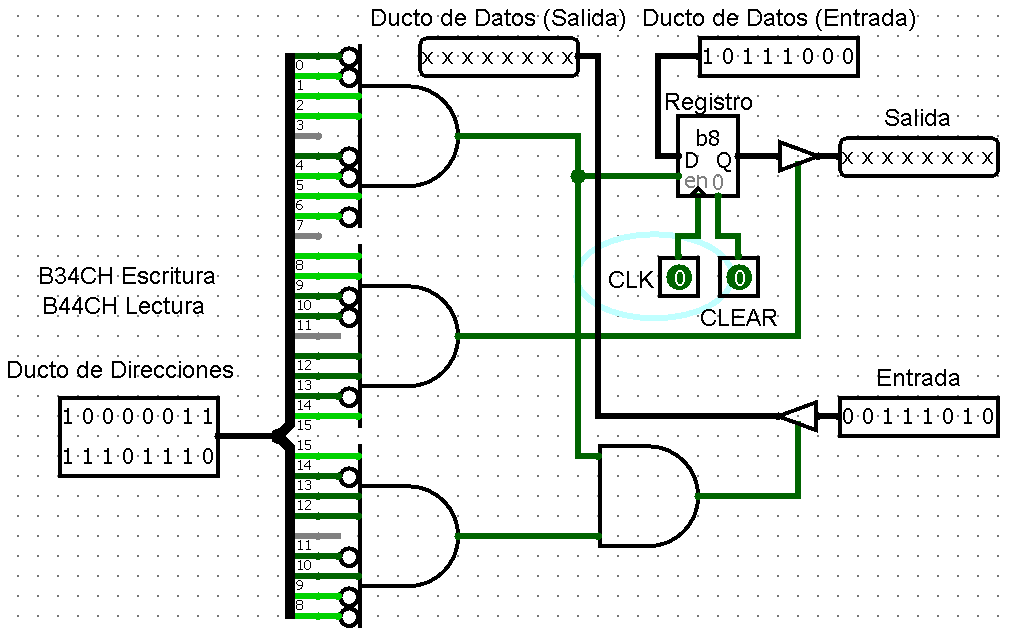 Ducto de Datos (Salida)
Ducto de Datos (Entrada)
x x x x x x x x
1 0 1 1 1 0 0 0
Registro
b8
D Q
en 0
Salida
x x x x x x x x
0
1
2
3
4
5
6
7
8
9
10
11
12
13
14
15
15
14
13
12
11
10
9
8
CLK
0
0
CLEAR
B34CH Escritura
B44CH Lectura
Ducto de Direcciones
1 0 0 0 0 0 1 1
1 1 1 0 1 1 1 0
Entrada
0 0 1 1 1 0 1 0